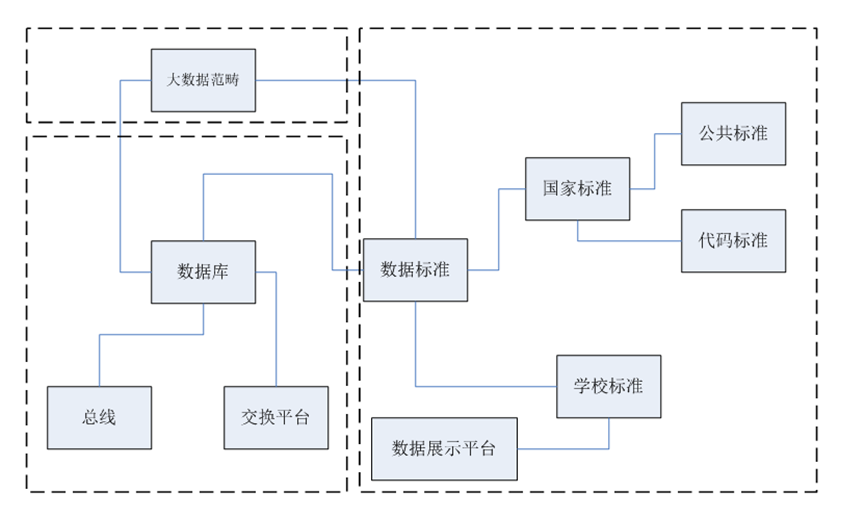 大数据范畴
公共标准
国家标准
代码标准
数据库
数据标准
总线
交换平台
学校标准
数据展示平台